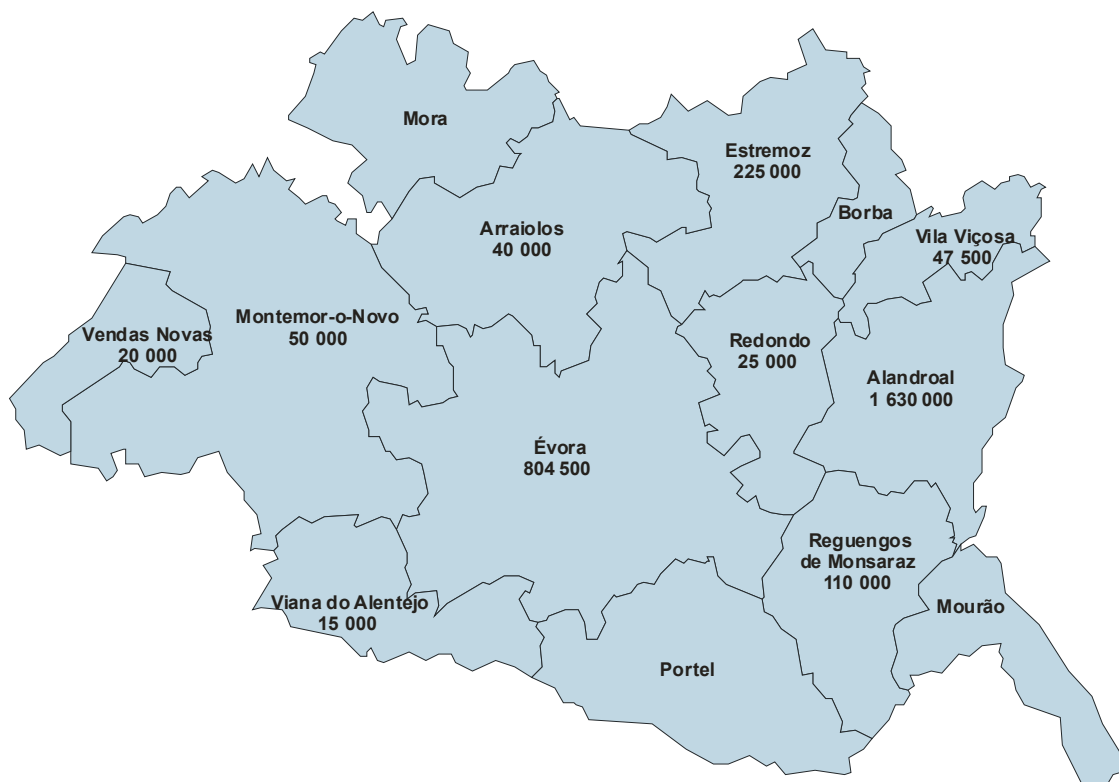 Mora
Estremoz
225 000
Borba
Arraiolos
40 000
Vila Viçosa
47 500
Montemor-o-Novo
50 000
Vendas Novas
20 000
Redondo
25 000
Alandroal
1 630 000
Évora
804 500
Reguengos
de Monsaraz
110 000
Viana do Alentejo
15 000
Mourão
Portel